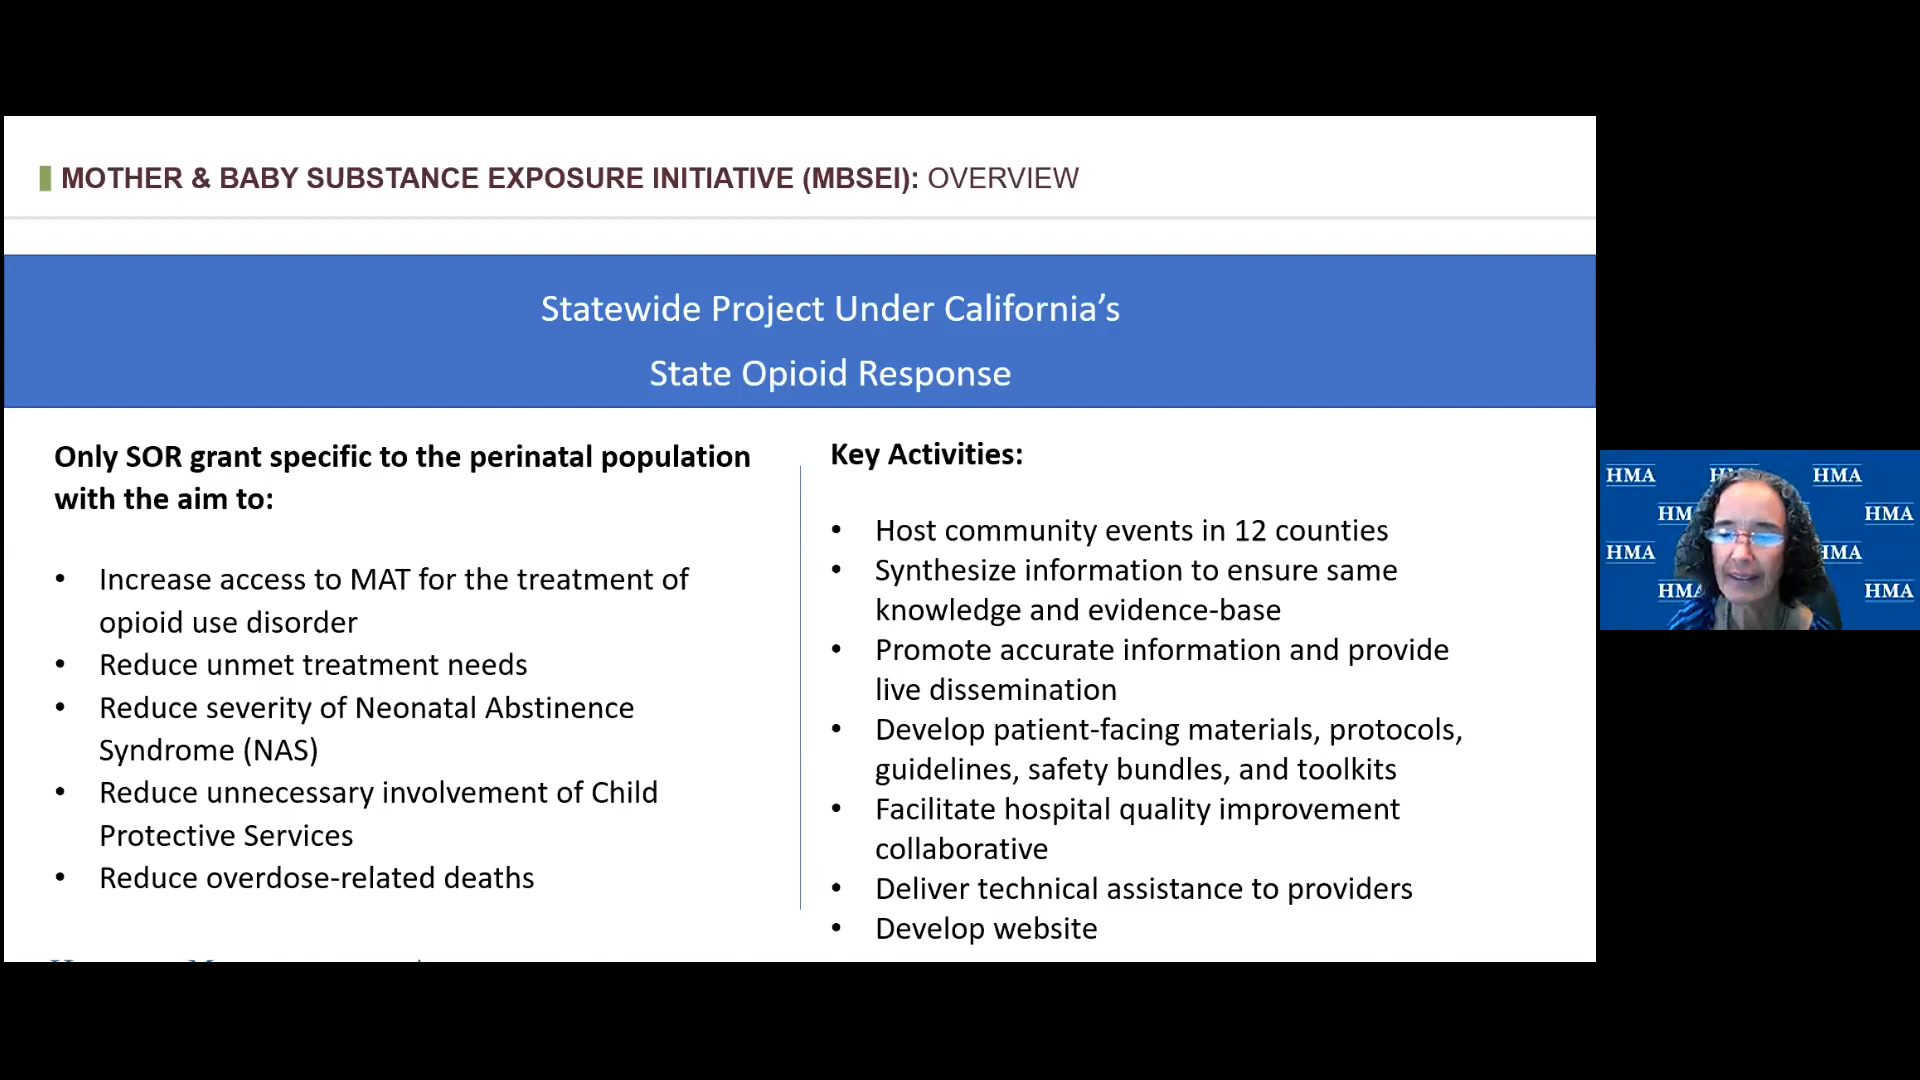 MOTHER & BABY SUBSTANCE EXPOSURE INITIATIVE (MBSEI): OVERVIEW
Statewide Project Under California’s
State Opioid Response
Only SOR grant specific to the perinatal population
with the aim to:
• Increase access to MAT for the treatment of
opioid use disorder
• Reduce unmet treatment needs
• Reduce severity of Neonatal Abstinence
Syndrome (NAS)
• Reduce unnecessary involvement of Child
Protective Services
• Reduce overdose-related deaths
Key Activities:
• Host community events in 12 counties
• Synthesize information to ensure same
knowledge and evidence-base
• Promote accurate information and provide
live dissemination
• Develop patient-facing materials, protocols,
guidelines, safety bundles, and toolkits
• Facilitate hospital quality improvement
collaborative
• Deliver technical assistance to providers
• Develop website
HMA HMA
HMA
HMA HMA
HMA